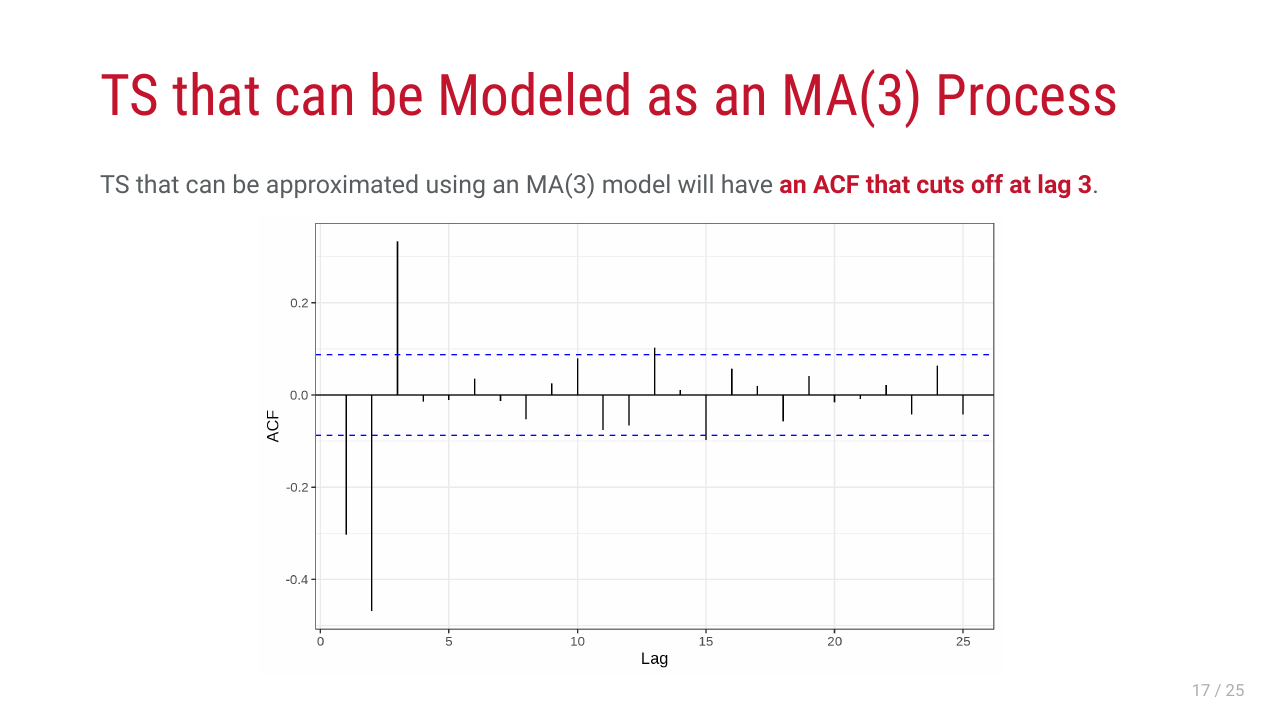 TS that can be Modeled as an MA(3) Process
TS that can be approximated using an MA(3) model will have an ACF that cuts off at lag 3.
0.2
0.0
-0.2
-0.4
ACF
0 5 10 15 20 25
Lag
17 / 25